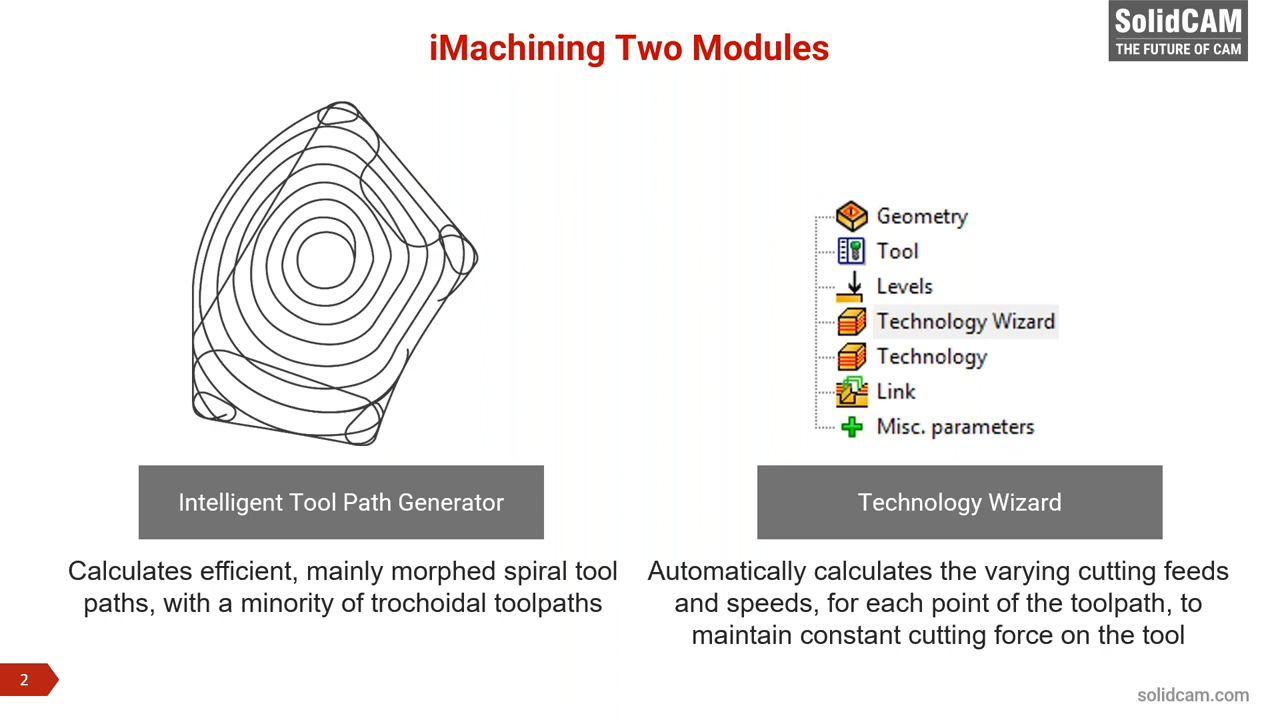 SolidCAM
THE FUTURE OF CAM
iMachining Two Modules
Geometry
Tool
Levels
Technology Wizard
Technology
Link
Misc. parameters
Intelligent Tool Path Generator
Technology Wizard
Calculates efficient, mainly morphed spiral tool
paths, with a minority of trochoidal toolpaths
Automatically calculates the varying cutting feeds
and speeds, for each point of the toolpath, to
maintain constant cutting force on the tool
2
solidcam.com